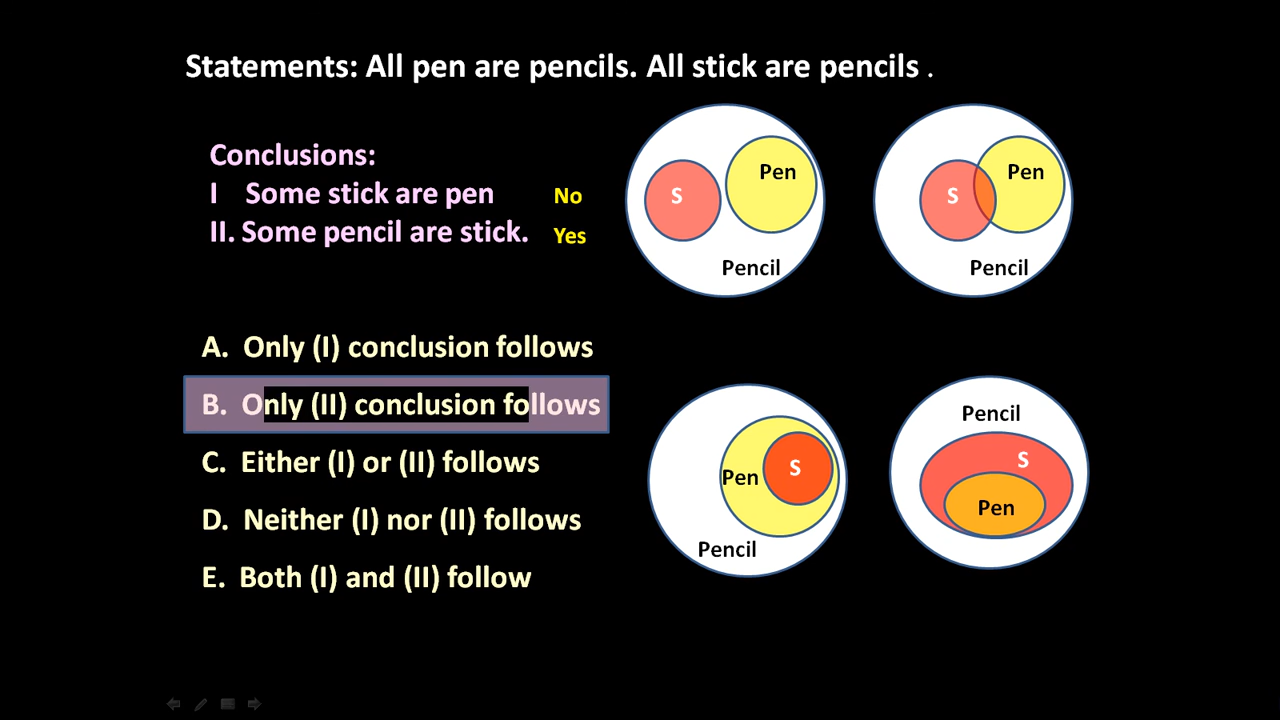 Statements: All pen are pencils. All stick are pencils .
Conclusions:
I Some stick are pen No
II. Some pencil are stick. Yes
A. Only (I) conclusion follows
B. Only (II) conclusion follows
C. Either (I) or (II) follows
D. Neither (I) nor (II) follows
E. Both (I) and (II) follow
S
Pen
Pencil
S
Pen
Pencil
Pen
S
Pencil
Pencil
S
Pen